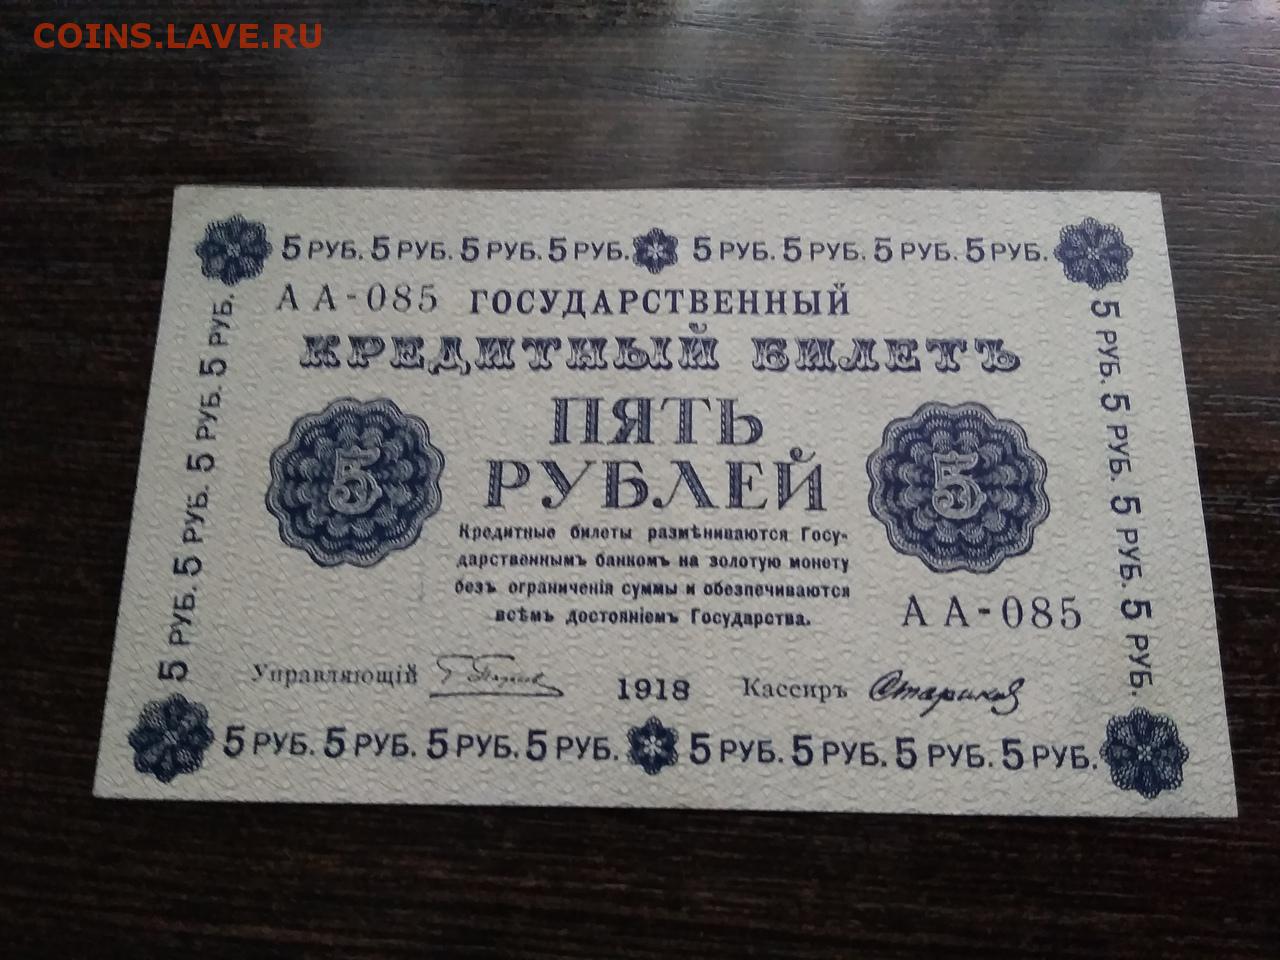 COINS.LAVE.RU
5 РУБ. 5 РУБ. 5 РУБ. 5 РУБ. 5 РУБ. 5 РУБ. 5 РУБ. 5 РУБ.
АА-085 ГОСУДАРСТВЕННЫЙ
КРЕДИТНЫЙ БИЛЕТЪ
5 РУБ. 5 РУБ. 5 РУБ. 5 РУБ.
5 РУБ. 5 РУБ. 5 РУБ. 5 РУБ.
ПЯТЬ
РУБЛЕЙ
5
5
Кредитные билеты размѣниваются Госу-
дарственнымъ банкомъ на золотую монету
безъ ограниченія суммы и обезпечиваются
всѣмъ достояніемъ Государства.
АА-085
Управляющій 1918 Кассиръ Стариков
5 РУБ. 5 РУБ. 5 РУБ. 5 РУБ. 5 РУБ. 5 РУБ. 5 РУБ. 5 РУБ.